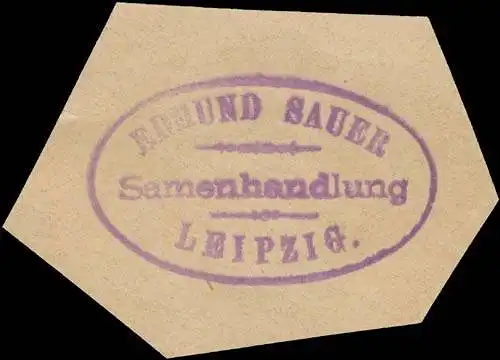 EDMUND SAUER
Samenhandlung
LEIPZIG.